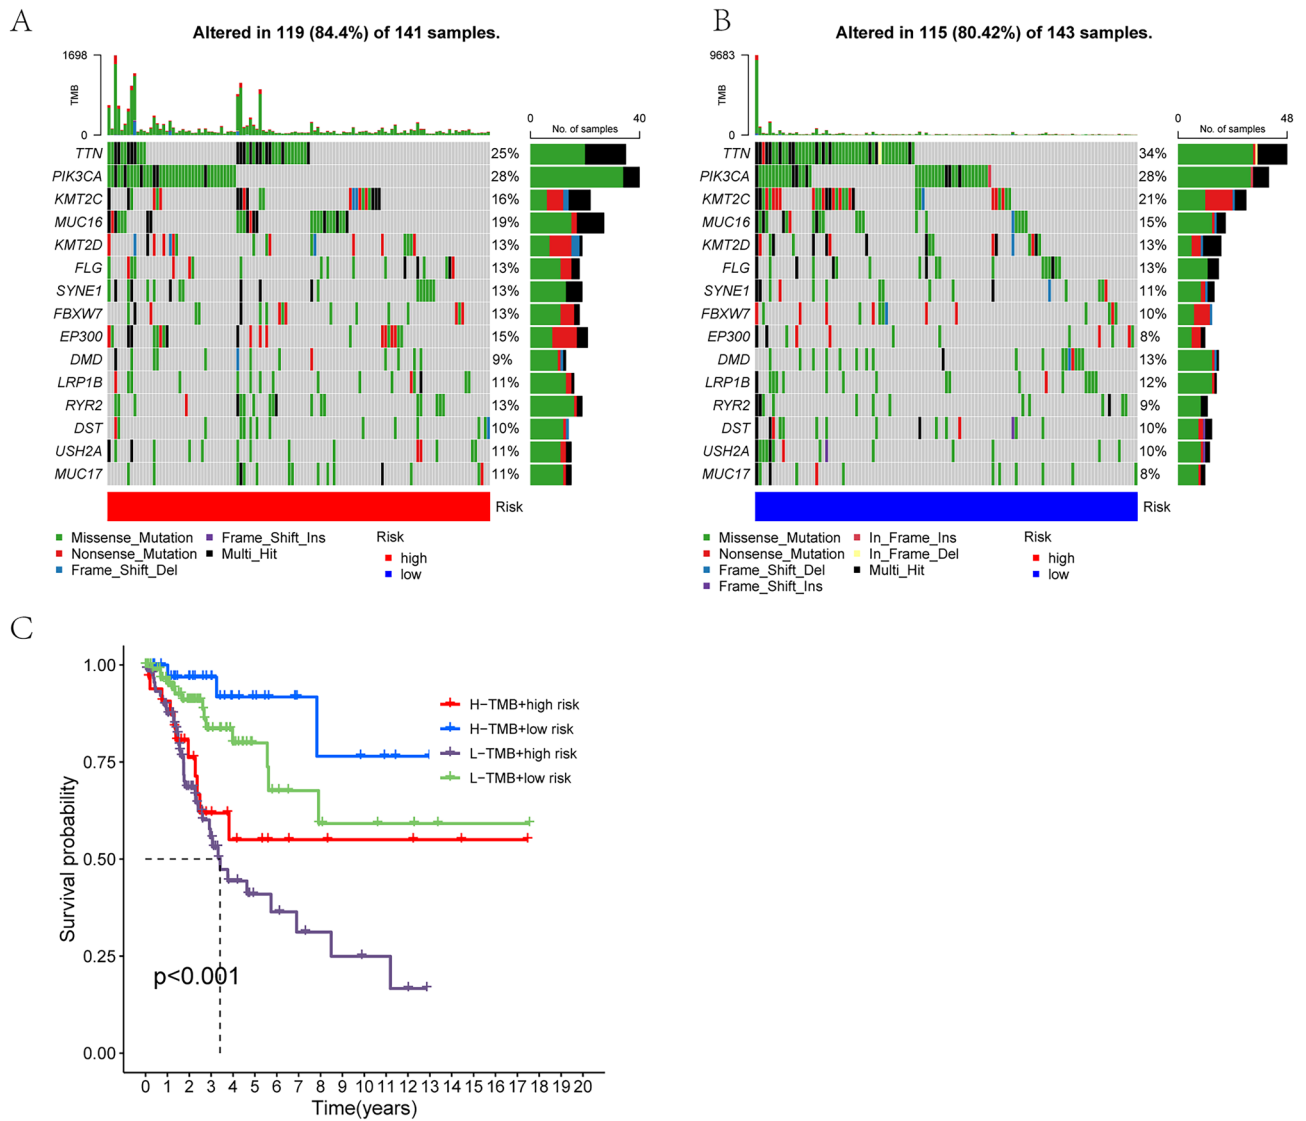 A
Altered in 119 (84.4%) of 141 samples.
1698
TMB
0
0 40
No. of samples
TTN 25%
PIK3CA 28%
KMT2C 16%
MUC16 19%
KMT2D 13%
FLG 13%
SYNE1 13%
FBXW7 13%
EP300 15%
DMD 9%
LRP1B 11%
RYR2 13%
DST 10%
USH2A 11%
MUC17 11%
Risk
Missense_Mutation
Nonsense_Mutation
Frame_Shift_Del
Frame_Shift_Ins
Multi_Hit
Risk
high
low
B
Altered in 115 (80.42%) of 143 samples.
9683
TMB
0
0 48
No. of samples
TTN 34%
PIK3CA 28%
KMT2C 21%
MUC16 15%
KMT2D 13%
FLG 13%
SYNE1 11%
FBXW7 10%
EP300 8%
DMD 13%
LRP1B 12%
RYR2 9%
DST 10%
USH2A 10%
MUC17 8%
Risk
Missense_Mutation
Nonsense_Mutation
Frame_Shift_Del
Frame_Shift_Ins
In_Frame_Ins
In_Frame_Del
Multi_Hit
Risk
high
low
C
Survival probability
1.00
0.75
0.50
0.25
0.00
H−TMB+high risk
H−TMB+low risk
L−TMB+high risk
L−TMB+low risk
p<0.001
0 1 2 3 4 5 6 7 8 9 10 11 12 13 14 15 16 17 18 19 20
Time(years)